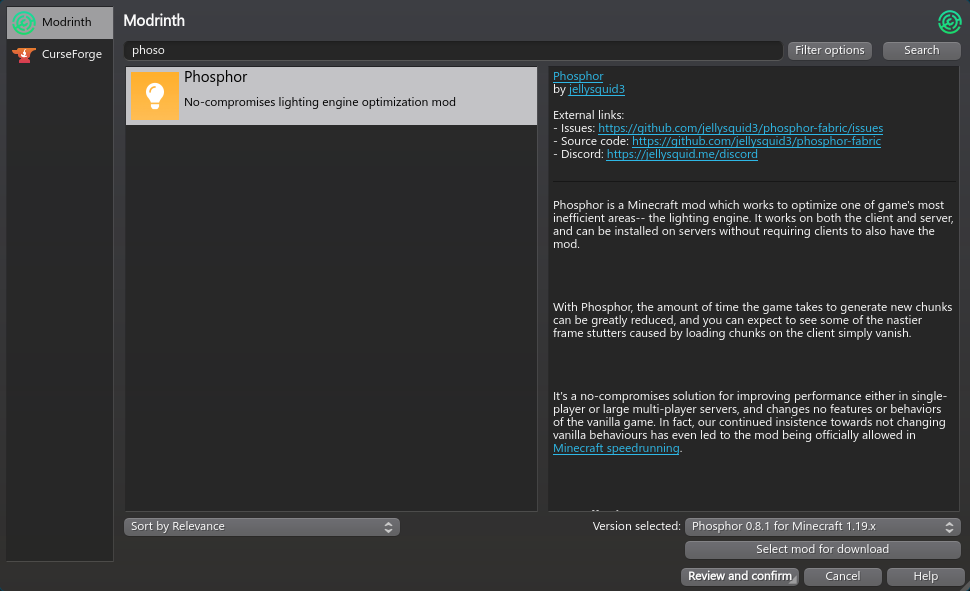 Modrinth
CurseForge
Modrinth
phoso
Filter options
Search
Phosphor
No-compromises lighting engine optimization mod
Phosphor
by jellysquid3
External links:
- Issues: https://github.com/jellysquid3/phosphor-fabric/issues
- Source code: https://github.com/jellysquid3/phosphor-fabric
- Discord: https://jellysquid.me/discord
Phosphor is a Minecraft mod which works to optimize one of game's most
inefficient areas-- the lighting engine. It works on both the client and server,
and can be installed on servers without requiring clients to also have the
mod.
With Phosphor, the amount of time the game takes to generate new chunks
can be greatly reduced, and you can expect to see some of the nastier
frame stutters caused by loading chunks on the client simply vanish.
It's a no-compromises solution for improving performance either in single-
player or large multi-player servers, and changes no features or behaviors
of the vanilla game. In fact, our continued insistence towards not changing
vanilla behaviours has even led to the mod being officially allowed in
Minecraft speedrunning.
Sort by Relevance
Version selected:
Phosphor 0.8.1 for Minecraft 1.19.x
Select mod for download
Review and confirm
Cancel
Help